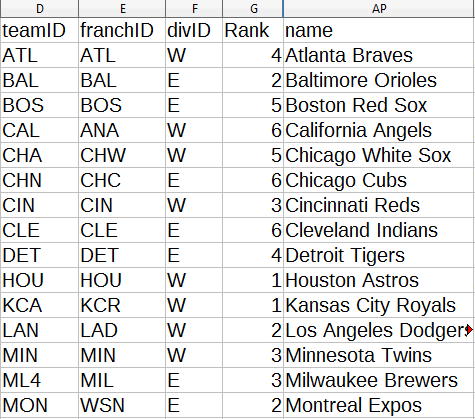 D E F G AP
teamID franchID divID Rank name
ATL ATL W 4 Atlanta Braves
BAL BAL E 2 Baltimore Orioles
BOS BOS E 5 Boston Red Sox
CAL ANA W 6 California Angels
CHA CHW W 5 Chicago White Sox
CHN CHC E 6 Chicago Cubs
CIN CIN W 3 Cincinnati Reds
CLE CLE E 6 Cleveland Indians
DET DET E 4 Detroit Tigers
HOU HOU W 1 Houston Astros
KCA KCR W 1 Kansas City Royals
LAN LAD W 2 Los Angeles Dodgers
MIN MIN W 3 Minnesota Twins
ML4 MIL E 3 Milwaukee Brewers
MON WSN E 2 Montreal Expos